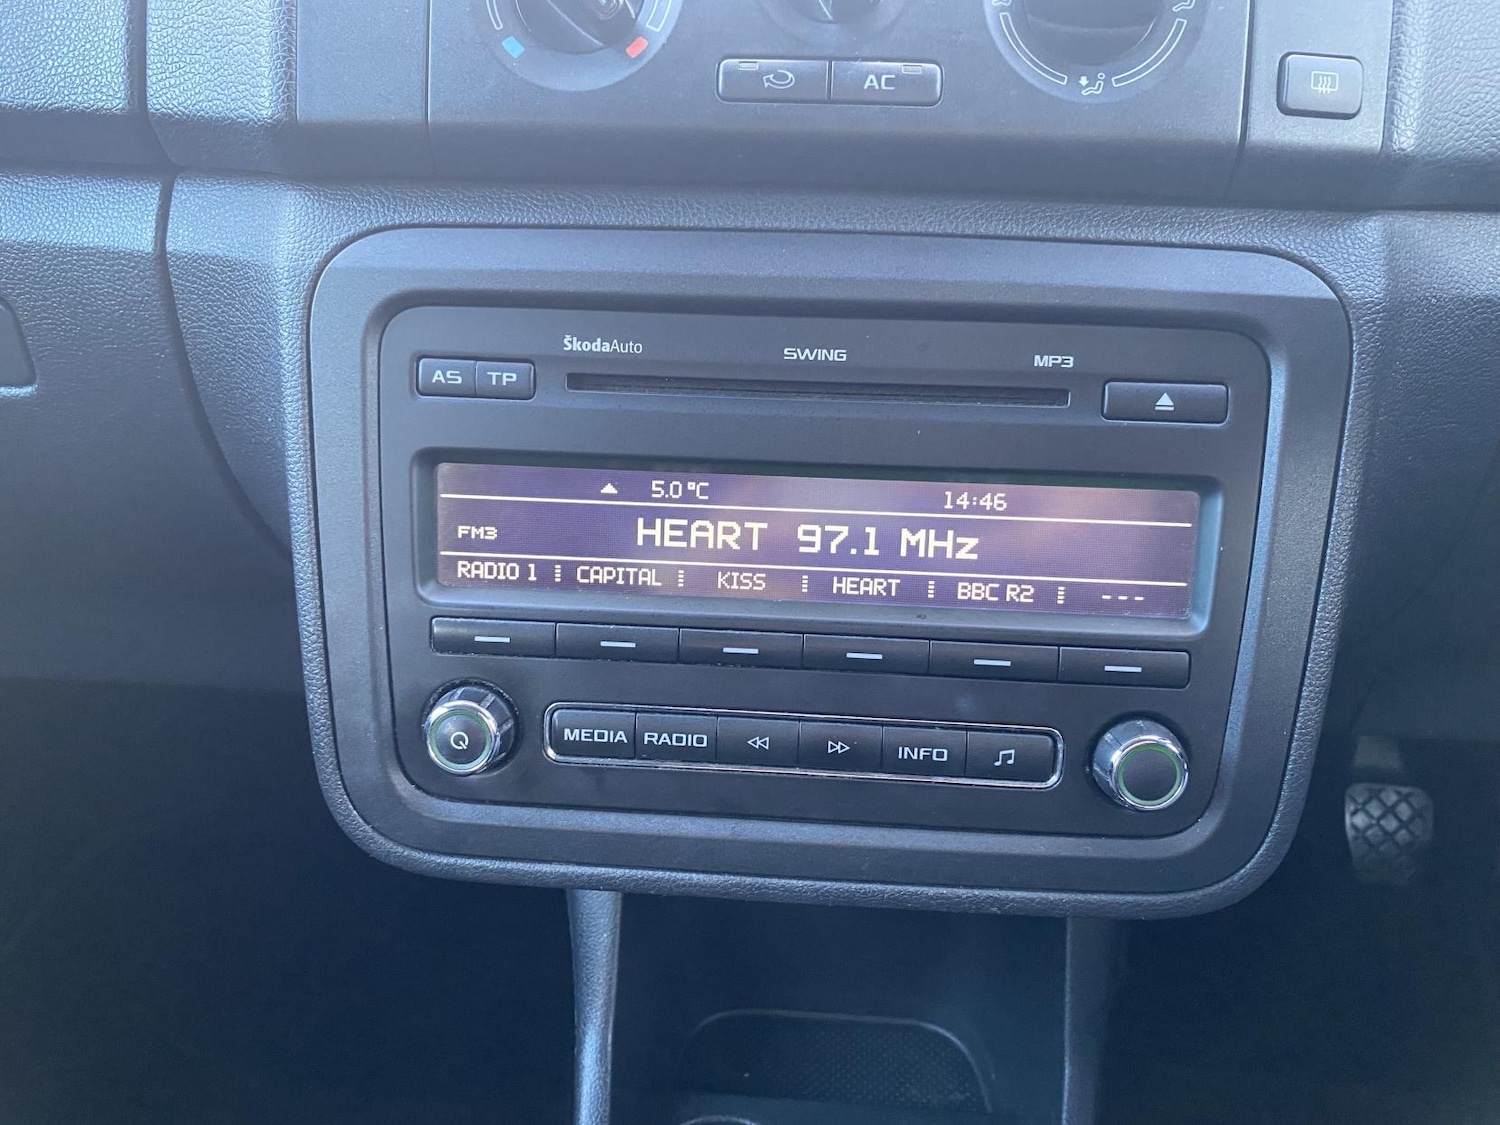 AC
ŠkodaAuto SWING MP3
AS TP
5.0 °C 14:46
FM3 HEART 97.1 MHz
RADIO 1 CAPITAL KISS HEART BBC R2 ---
MEDIA RADIO INFO